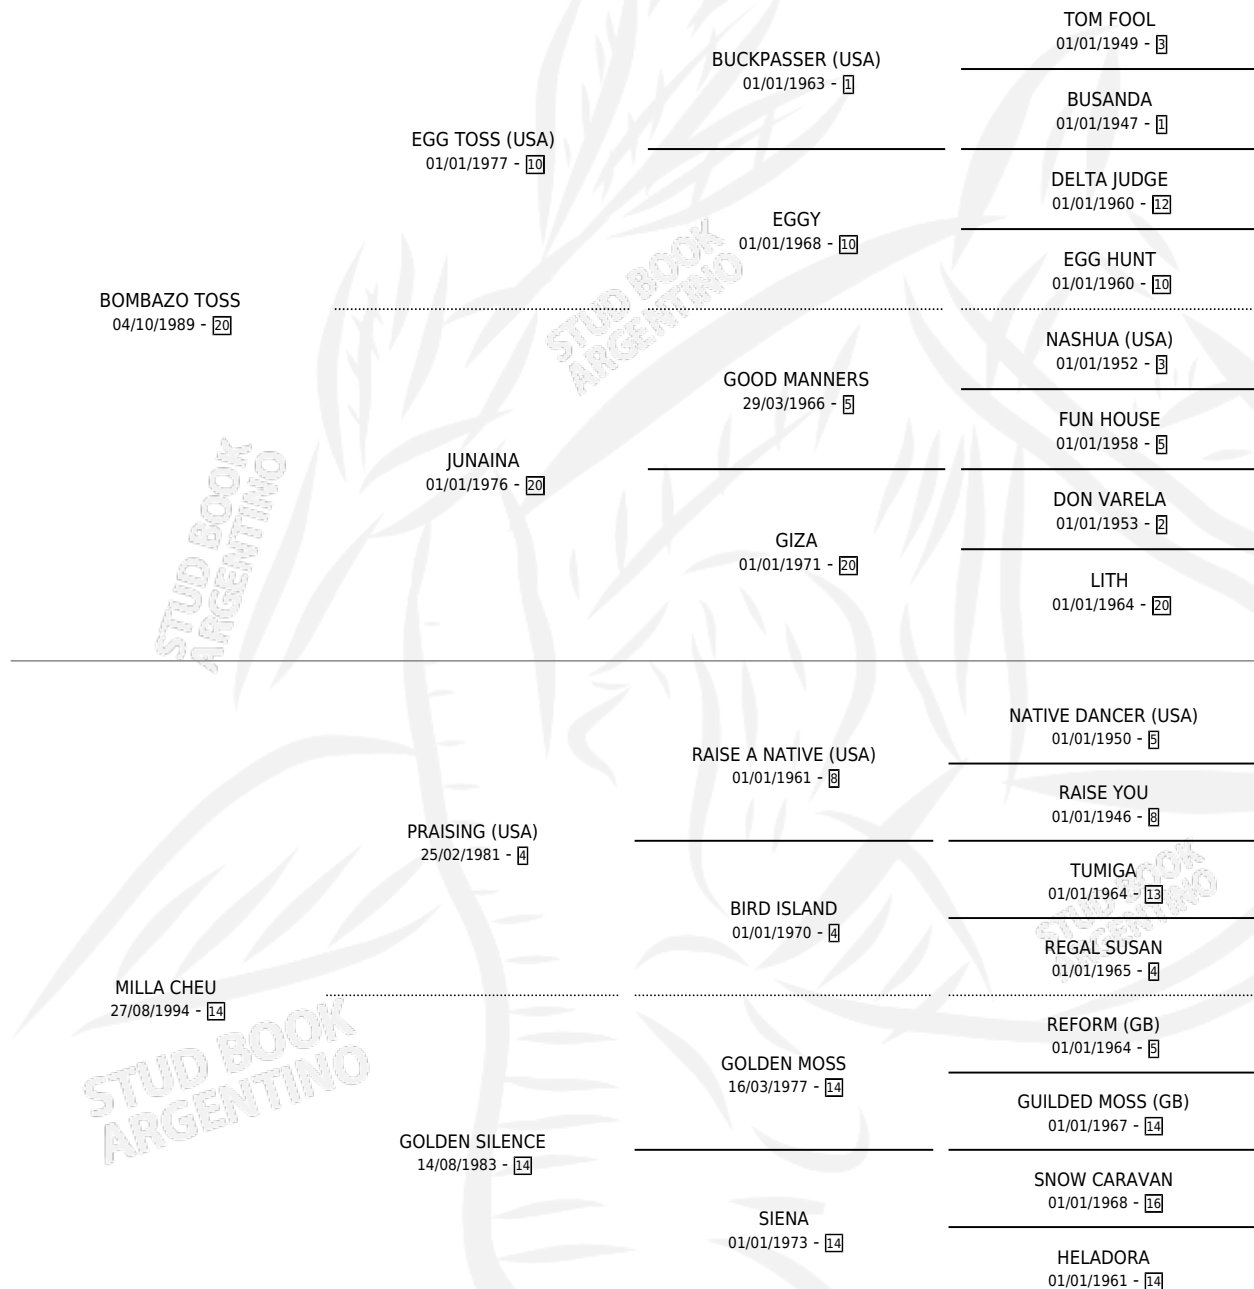 TOM FOOL
01/01/1949 - 3
BUCKPASSER (USA)
01/01/1963 - 1
BUSANDA
01/01/1947 - 1
EGG TOSS (USA)
01/01/1977 - 10
DELTA JUDGE
01/01/1960 - 12
EGGY
01/01/1968 - 10
EGG HUNT
01/01/1960 - 10
BOMBAZO TOSS
04/10/1989 - 20
NASHUA (USA)
01/01/1952 - 3
GOOD MANNERS
29/03/1966 - 5
FUN HOUSE
01/01/1958 - 5
JUNAINA
01/01/1976 - 20
DON VARELA
01/01/1953 - 2
GIZA
01/01/1971 - 20
LITH
01/01/1964 - 20
NATIVE DANCER (USA)
01/01/1950 - 5
RAISE A NATIVE (USA)
01/01/1961 - 8
RAISE YOU
01/01/1946 - 8
PRAISING (USA)
25/02/1981 - 4
TUMIGA
01/01/1964 - 13
BIRD ISLAND
01/01/1970 - 4
REGAL SUSAN
01/01/1965 - 4
MILLA CHEU
27/08/1994 - 14
REFORM (GB)
01/01/1964 - 5
GOLDEN MOSS
16/03/1977 - 14
GUILDED MOSS (GB)
01/01/1967 - 14
GOLDEN SILENCE
14/08/1983 - 14
SNOW CARAVAN
01/01/1968 - 16
SIENA
01/01/1973 - 14
HELADORA
01/01/1961 - 14
STUD BOOK
ARGENTINO
STUD BOOK
ARGENTINO
STUD BOOK
ARGENTINO
STUD BOOK
ARGENTINO